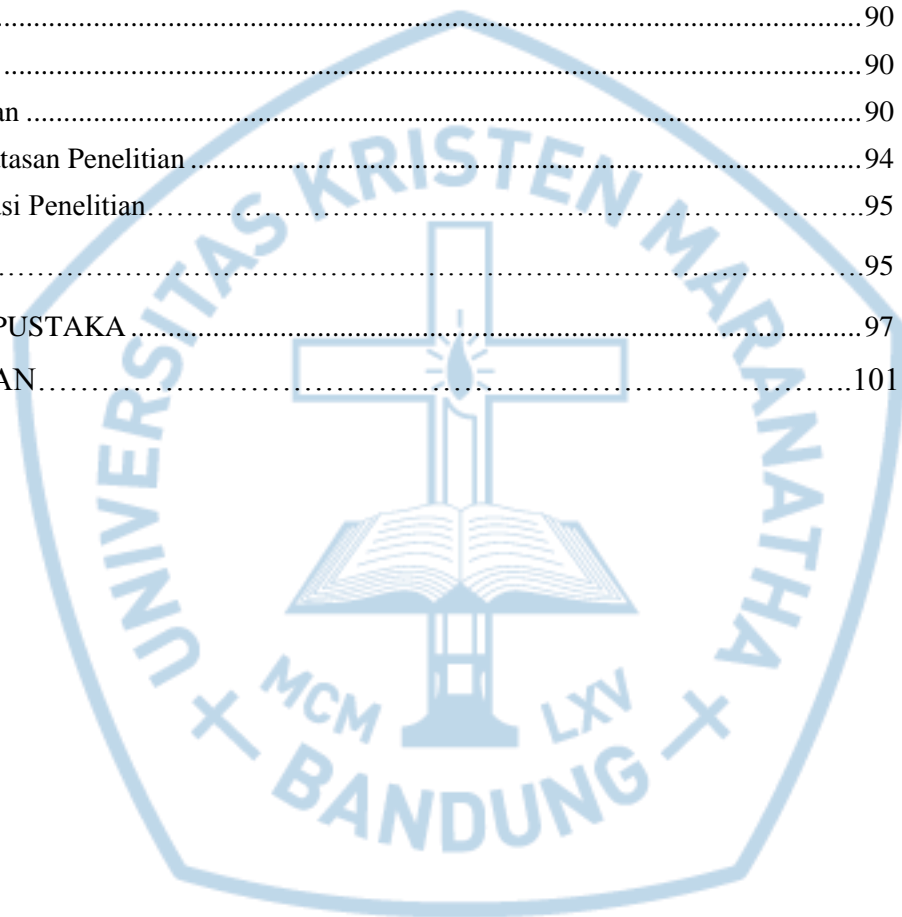 ........90
........90
an ........90
tasan Penelitian ........94
si Penelitian........95
........95
PUSTAKA ........97
AN........101
UNIVERSITAS KRISTEN MARANATHA
MCM LXV
BANDUNG